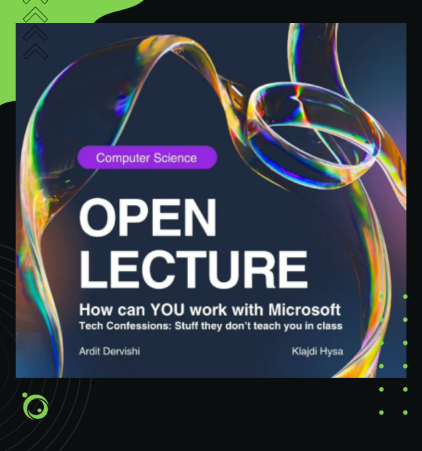 Computer Science
OPEN
LECTURE
How can YOU work with Microsoft
Tech Confessions: Stuff they don't teach you in class
Ardit Dervishi
Klajdi Hysa